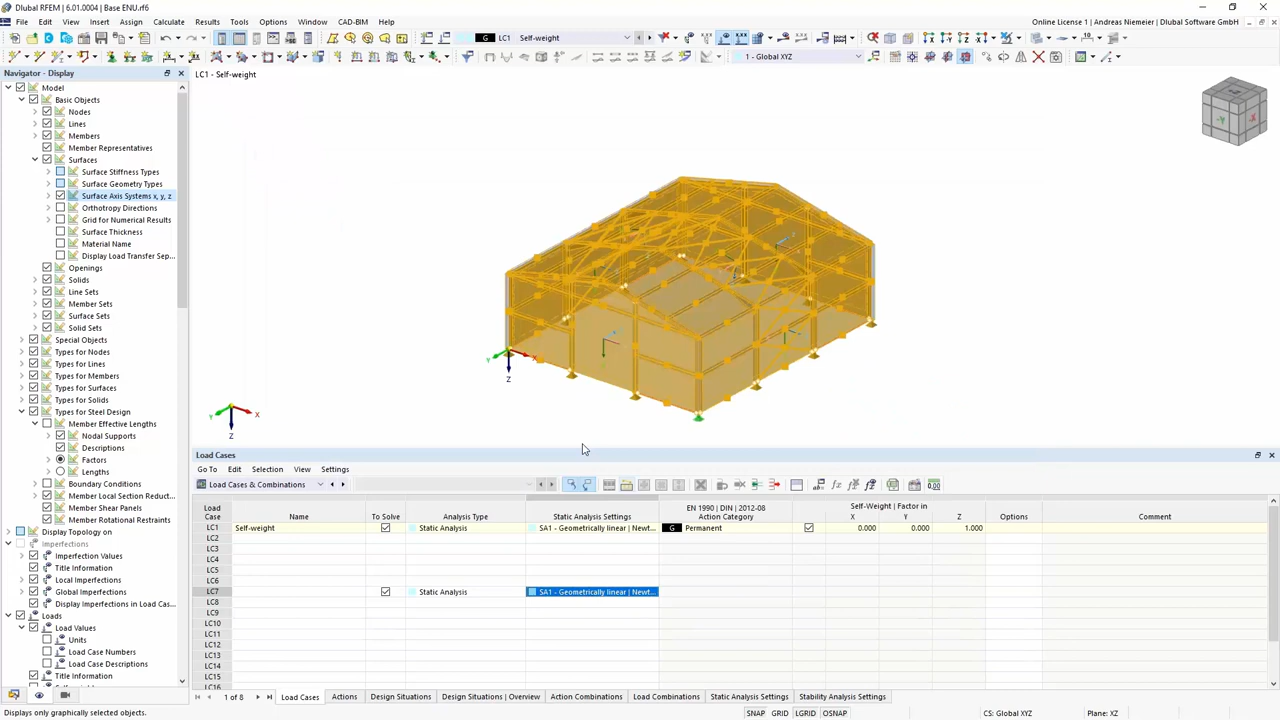 Dlubal RFEM | 6.01.0004 | Base ENU.rf6
File Edit View Insert Assign Calculate Results Tools Options Window CAD-BIM Help
Online License 1 | Andreas Niemeier | Dlubal Software GmbH
G LC1 Self-weight
1 - Global XYZ
Navigator - Display
LC1 - Self-weight
Model
Basic Objects
Nodes
Lines
Members
Member Representatives
Surfaces
Surface Stiffness Types
Surface Geometry Types
Surface Axis Systems x, y, z
Orthotropy Directions
Grid for Numerical Results
Surface Thickness
Material Name
Display Load Transfer Sep...
Openings
Solids
Line Sets
Member Sets
Surface Sets
Solid Sets
Special Objects
Types for Nodes
Types for Lines
Types for Members
Types for Surfaces
Types for Solids
Types for Steel Design
Member Effective Lengths
Nodal Supports
Descriptions
Factors
Lengths
Boundary Conditions
Member Local Section Reduct...
Member Shear Panels
Member Rotational Restraints
Display Topology on
Imperfections
Imperfection Values
Title Information
Local Imperfections
Global Imperfections
Display Imperfections in Load Cas...
Loads
Load Values
Units
Load Case Numbers
Load Case Descriptions
Title Information
-Y
-X
Y
X
Z
Y
X
Z
Load Cases
Go To Edit Selection View Settings
Load Cases & Combinations
Load
Case Name To Solve Analysis Type Static Analysis Settings
EN 1990 | DIN | 2012-08
Action Category
Self-Weight | Factor in
X Y Z Options Comment
LC1 Self-weight Static Analysis SA1 - Geometrically linear | Newt... G Permanent 0.000 0.000 1.000
LC2
LC3
LC4
LC5
LC6
LC7 Static Analysis SA1 - Geometrically linear | Newt...
LC8
LC9
LC10
LC11
LC12
LC13
LC14
LC15
LC16
1 of 8 Load Cases Actions Design Situations Design Situations | Overview Action Combinations Load Combinations Static Analysis Settings Stability Analysis Settings
Displays only graphically selected objects.
SNAP GRID LGRID OSNAP CS: Global XYZ Plane: XZ